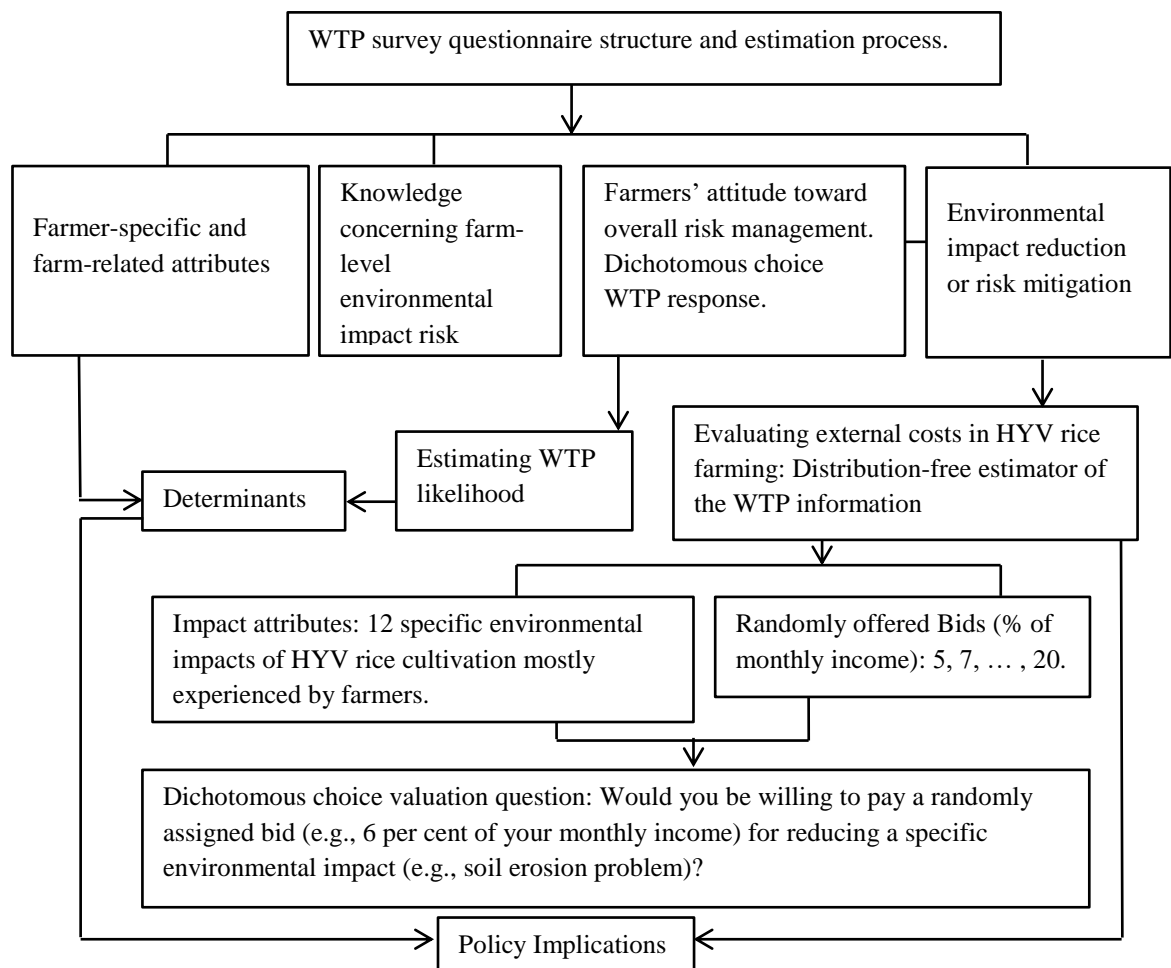 WTP survey questionnaire structure and estimation process.
Farmer-specific and
farm-related attributes
Knowledge
concerning farm-
level
environmental
impact risk
Farmers’ attitude toward
overall risk management.
Dichotomous choice
WTP response.
Environmental
impact reduction
or risk mitigation
Determinants
Estimating WTP
likelihood
Evaluating external costs in HYV rice
farming: Distribution-free estimator of
the WTP information
Impact attributes: 12 specific environmental
impacts of HYV rice cultivation mostly
experienced by farmers.
Randomly offered Bids (% of
monthly income): 5, 7, … , 20.
Dichotomous choice valuation question: Would you be willing to pay a randomly
assigned bid (e.g., 6 per cent of your monthly income) for reducing a specific
environmental impact (e.g., soil erosion problem)?
Policy Implications